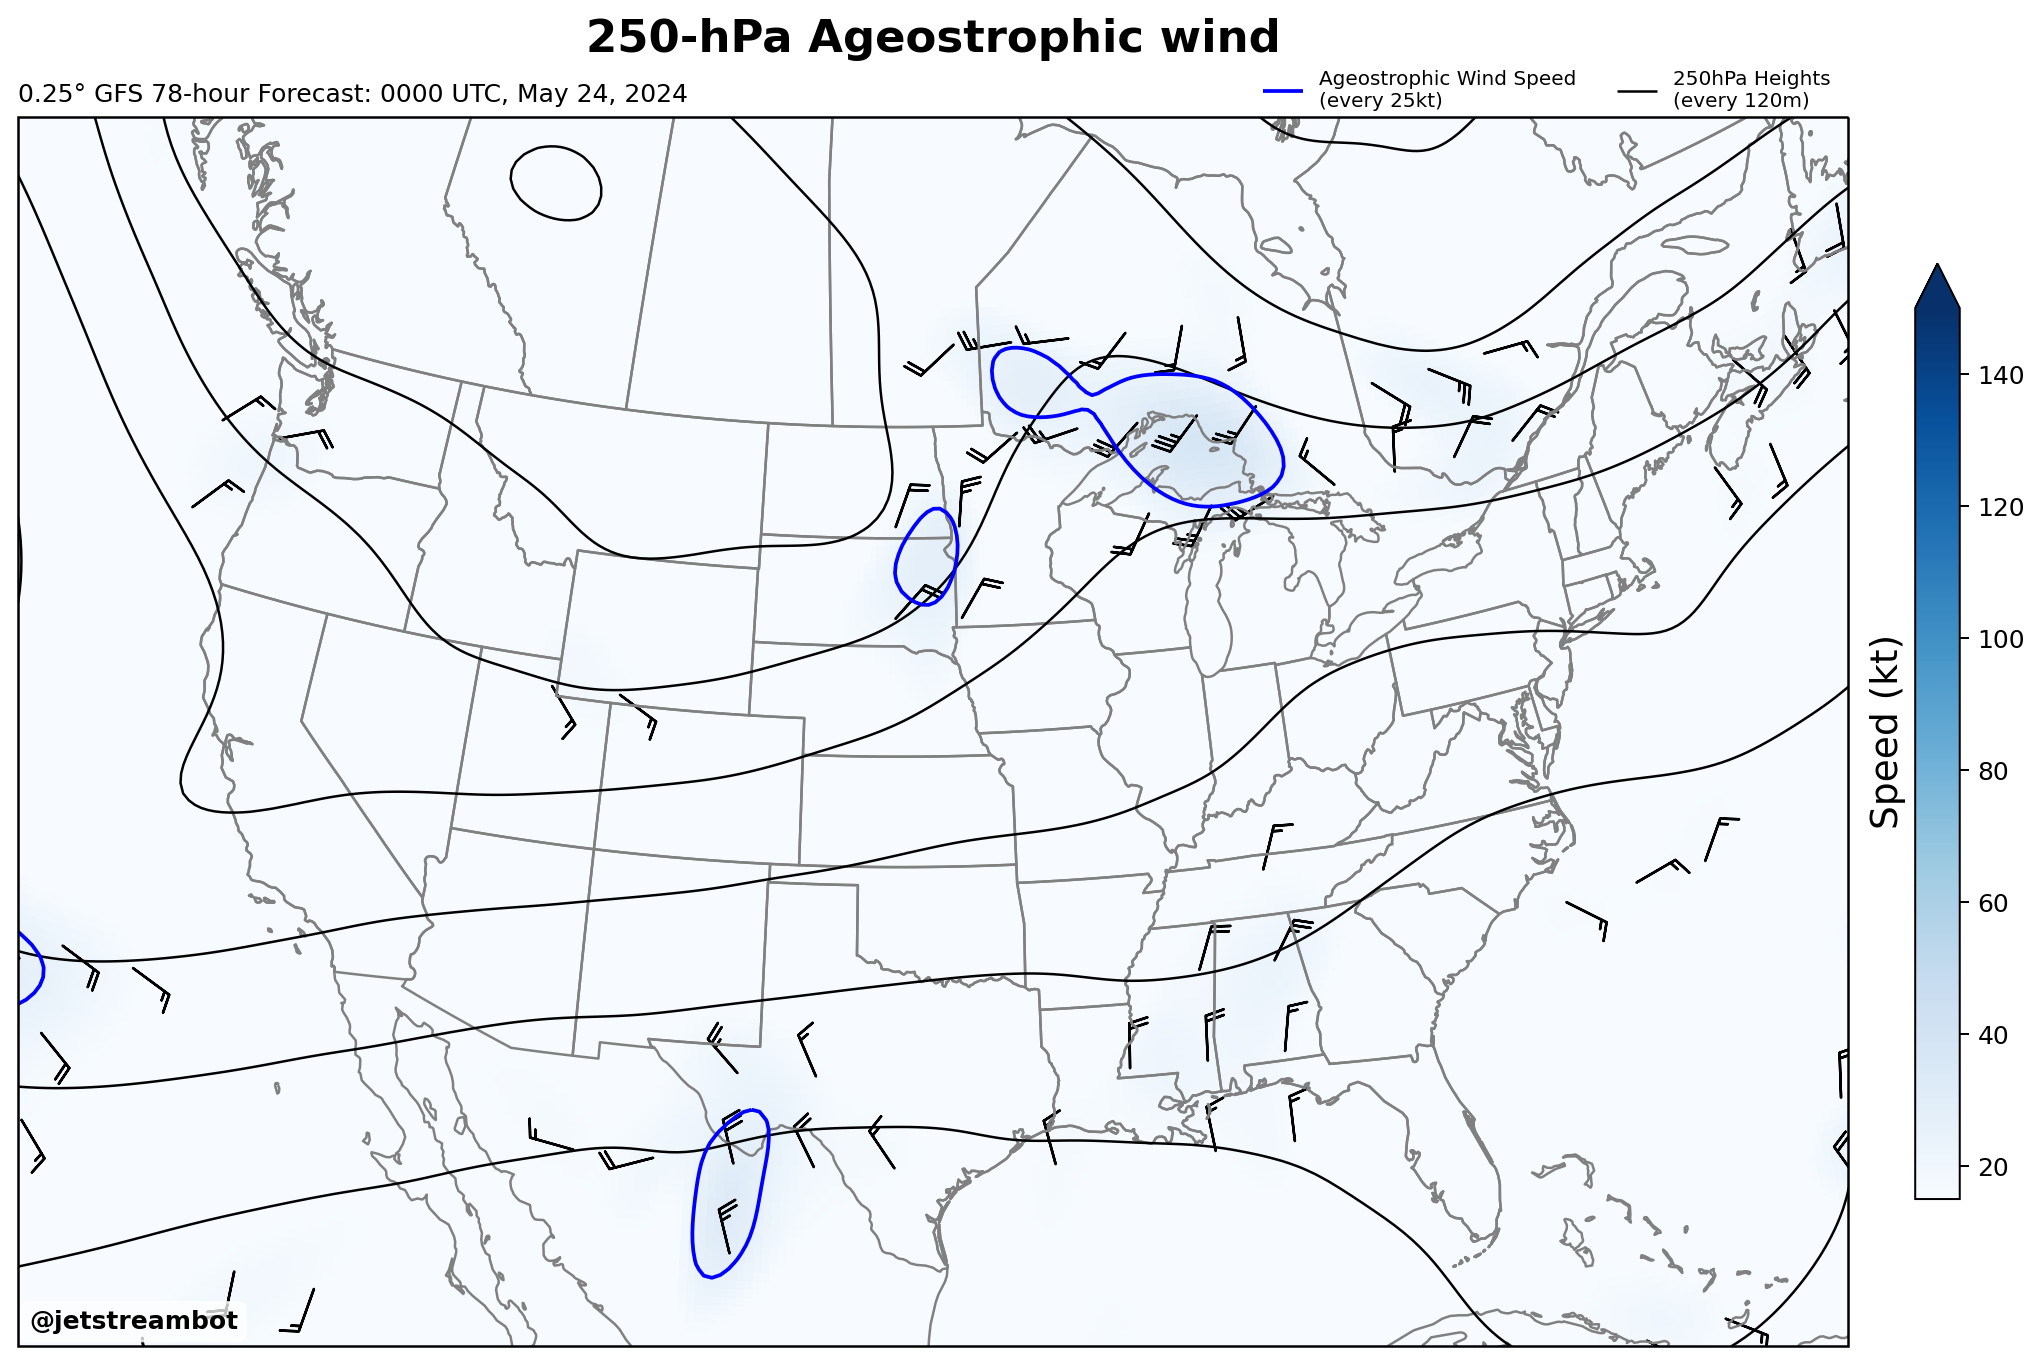 250-hPa Ageostrophic wind
0.25° GFS 78-hour Forecast: 0000 UTC, May 24, 2024
Ageostrophic Wind Speed
(every 25kt)
250hPa Heights
(every 120m)
140
120
100
80
60
40
20
Speed (kt)
@jetstreambot